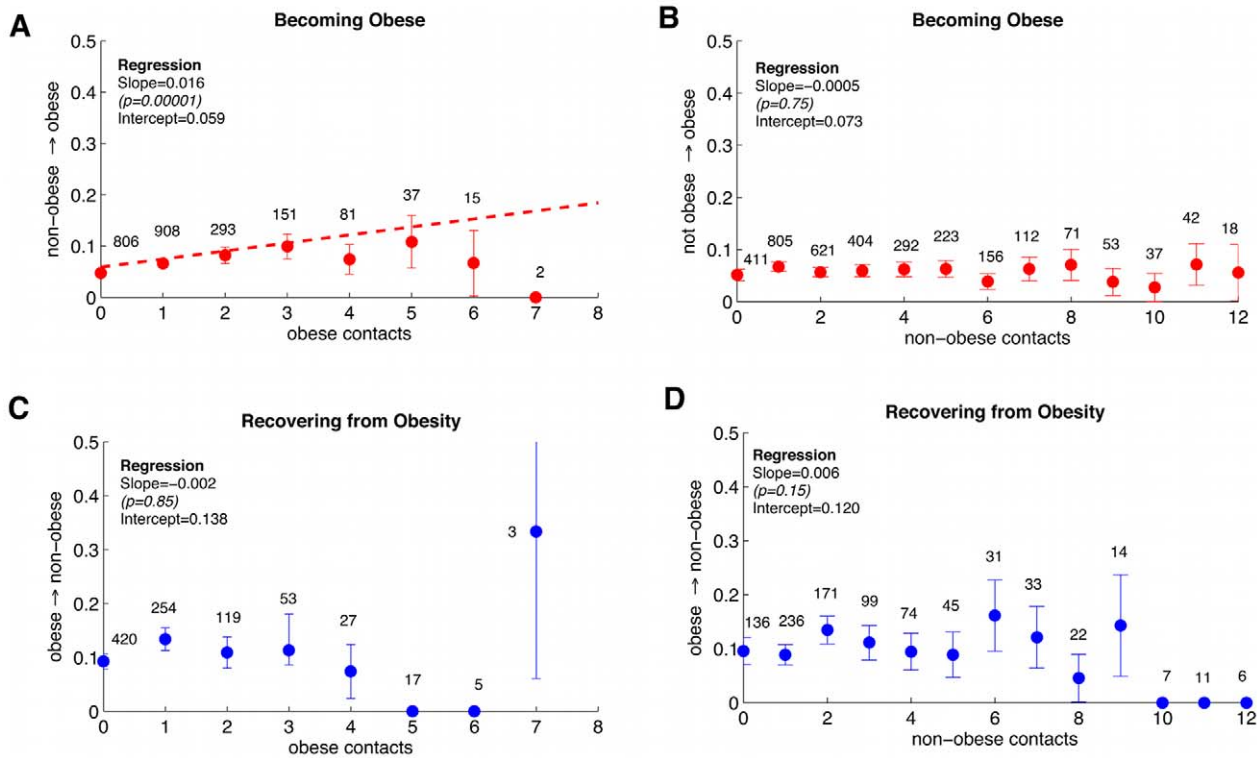 A
Becoming Obese
Regression
Slope=0.016
(p=0.00001)
Intercept=0.059
non−obese → obese
0.5
0.4
0.3
0.2
0.1
0
806
908
293
151
81
37
15
2
0 1 2 3 4 5 6 7 8
obese contacts
B
Becoming Obese
Regression
Slope=−0.0005
(p=0.75)
Intercept=0.073
not obese → obese
0.5
0.4
0.3
0.2
0.1
0
411
805
621
404
292
223
156
112
71
53
37
42
18
0 2 4 6 8 10 12
non−obese contacts
C
Recovering from Obesity
Regression
Slope=−0.002
(p=0.85)
Intercept=0.138
obese → non−obese
0.5
0.4
0.3
0.2
0.1
0
420
254
119
53
27
17
5
3
0 1 2 3 4 5 6 7 8
obese contacts
D
Recovering from Obesity
Regression
Slope=0.006
(p=0.15)
Intercept=0.120
obese → non−obese
0.5
0.4
0.3
0.2
0.1
0
136
236
171
99
74
45
31
33
22
14
7
11
6
0 2 4 6 8 10 12
non−obese contacts